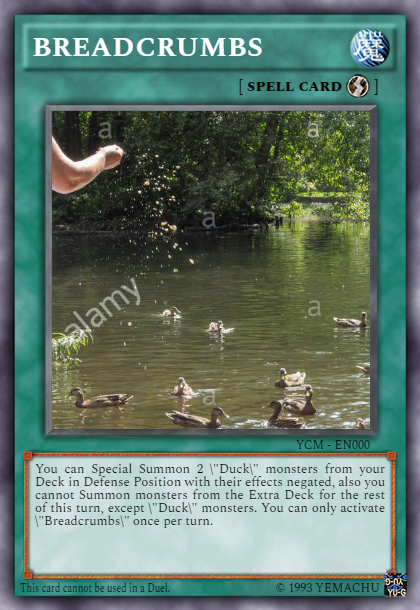 BREADCRUMBS
魔
[ SPELL CARD ]
a
a
a
alamy
a
a
YCM - EN000
You can Special Summon 2 \"Duck\" monsters from your
Deck in Defense Position with their effects negated, also you
cannot Summon monsters from the Extra Deck for the rest
of this turn, except \"Duck\" monsters. You can only activate
\"Breadcrumbs\" once per turn.
This card cannot be used in a Duel.
© 1993 YEMACHU